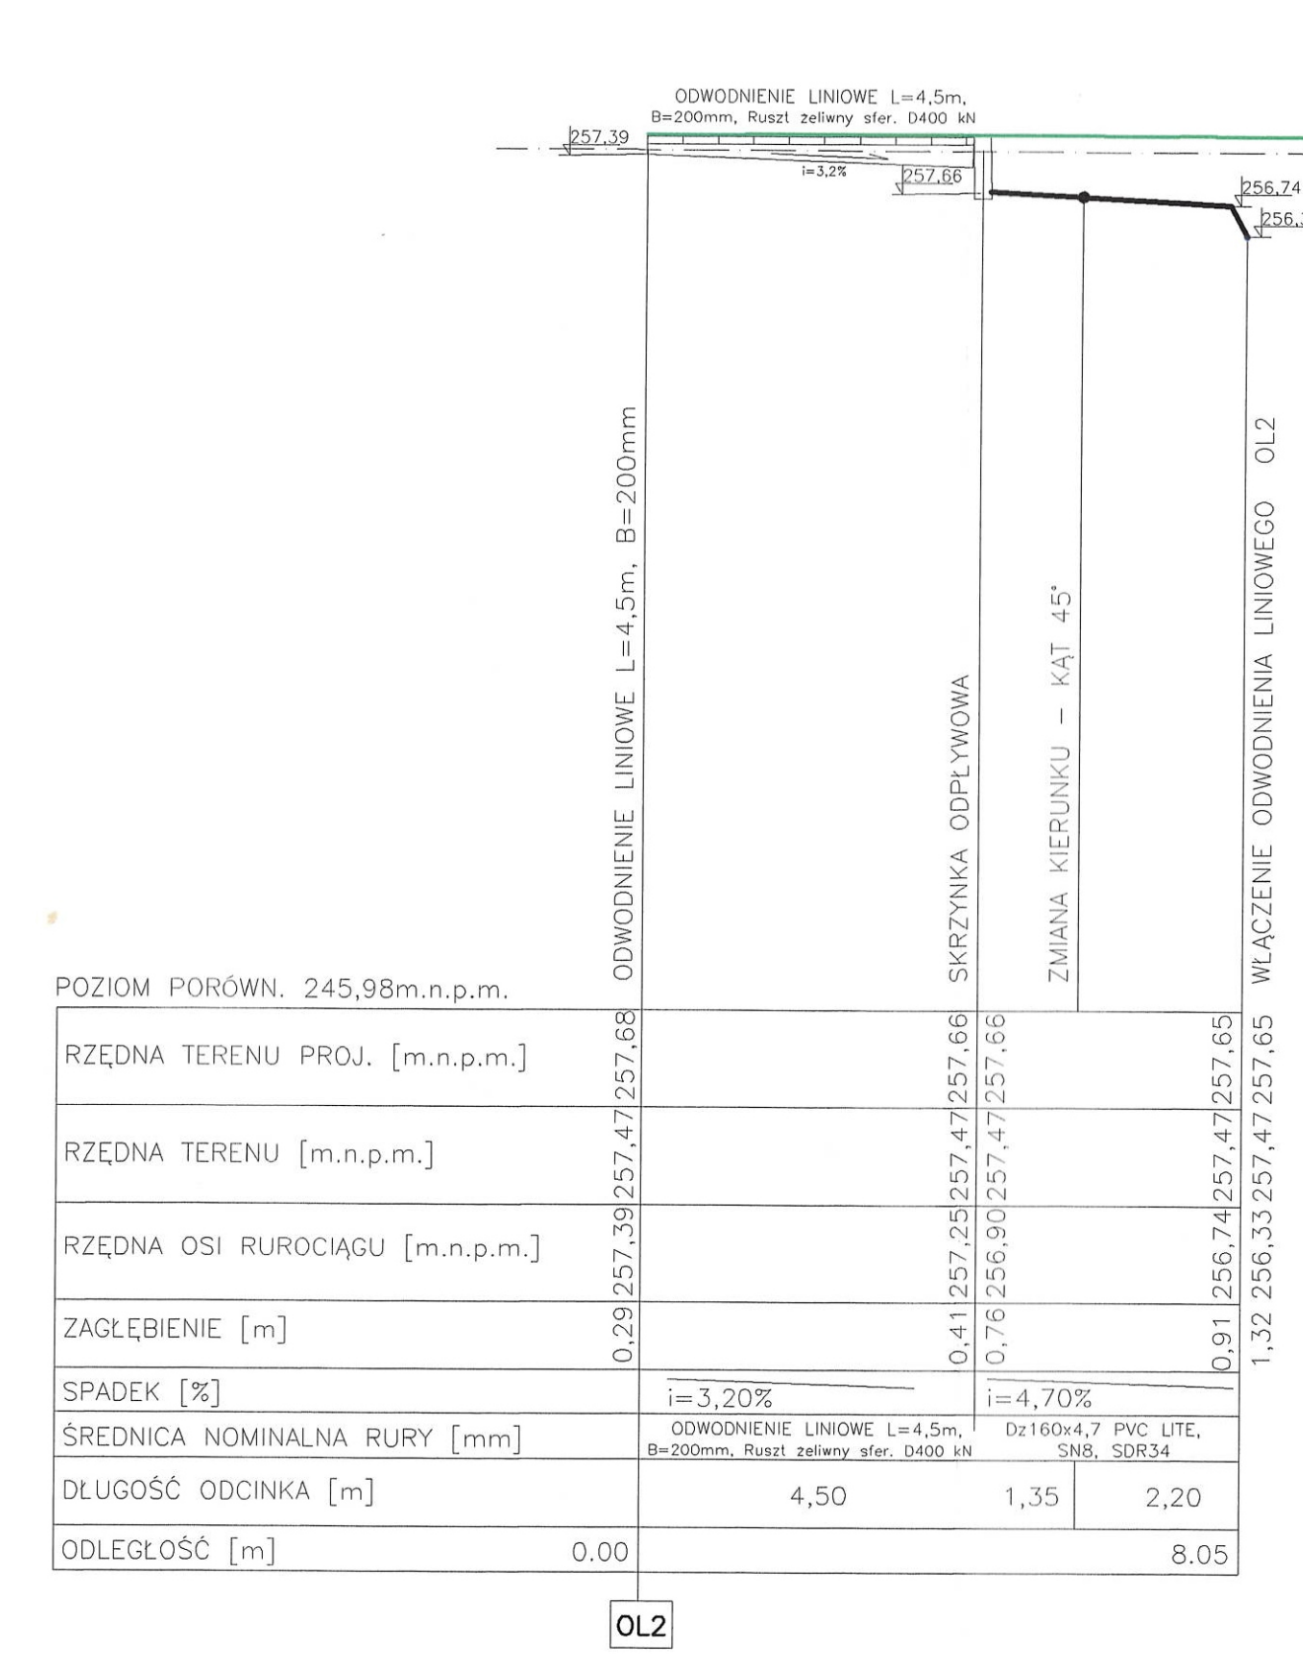 ODWODNIENIE LINIOWE L=4,5m,
B=200mm, Ruszt żeliwny sfer. D400 kN
257,39
i=3,2%
257,66
256,74
ODWODNIENIE LINIOWE L=4,5m, B=200mm
SKRZYNKA ODPŁYWOWA
ZMIANA KIERUNKU – KĄT 45°
WŁĄCZENIE ODWODNIENIA LINIOWEGO OL2
POZIOM PORÓWN. 245,98m.n.p.m.
RZĘDNA TERENU PROJ. [m.n.p.m.] 257,68 257,66 257,66 257,65 257,65
RZĘDNA TERENU [m.n.p.m.] 257,47 257,47 257,47 257,47 257,47
RZĘDNA OSI RUROCIĄGU [m.n.p.m.] 257,39 257,25 256,90 256,74 256,33
ZAGŁĘBIENIE [m] 0,29 0,41 0,76 0,91 1,32
SPADEK [%] i=3,20% i=4,70%
ŚREDNICA NOMINALNA RURY [mm]
ODWODNIENIE LINIOWE L=4,5m,
B=200mm, Ruszt żeliwny sfer. D400 kN
Dz160x4,7 PVC LITE,
SN8, SDR34
DŁUGOŚĆ ODCINKA [m] 4,50 1,35 2,20
ODLEGŁOŚĆ [m] 0.00 8.05
OL2